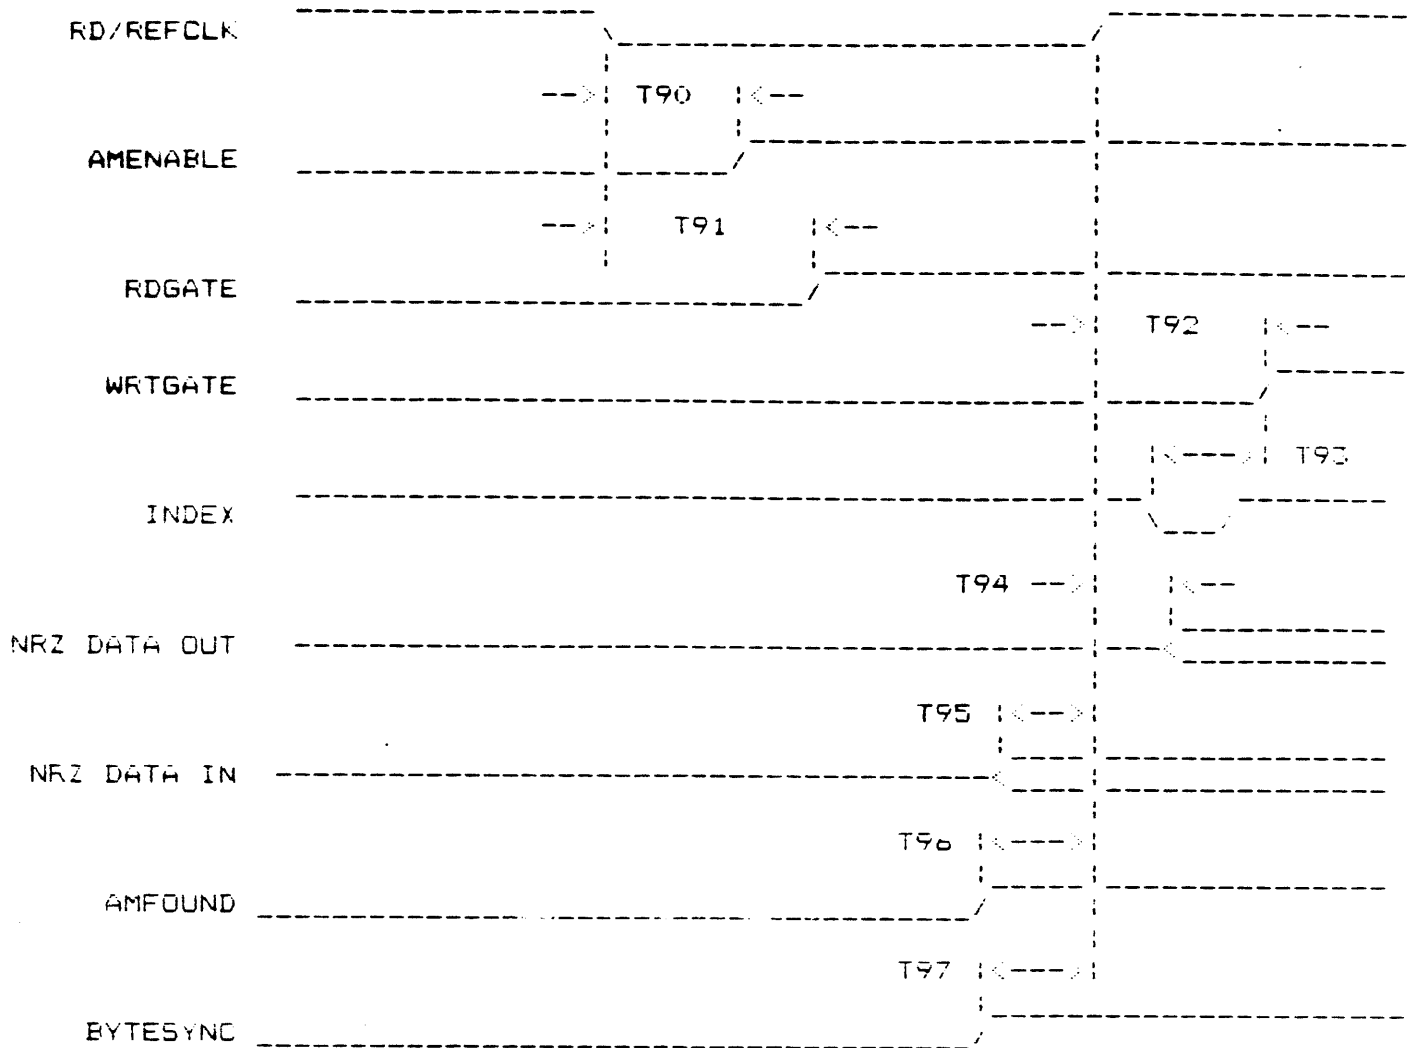 RD/REFCLK
T90
AMENABLE
T91
RDGATE
T92
WRTGATE
T93
INDEX
T94
NRZ DATA OUT
T95
NRZ DATA IN
T96
AMFOUND
T97
BYTESYNC